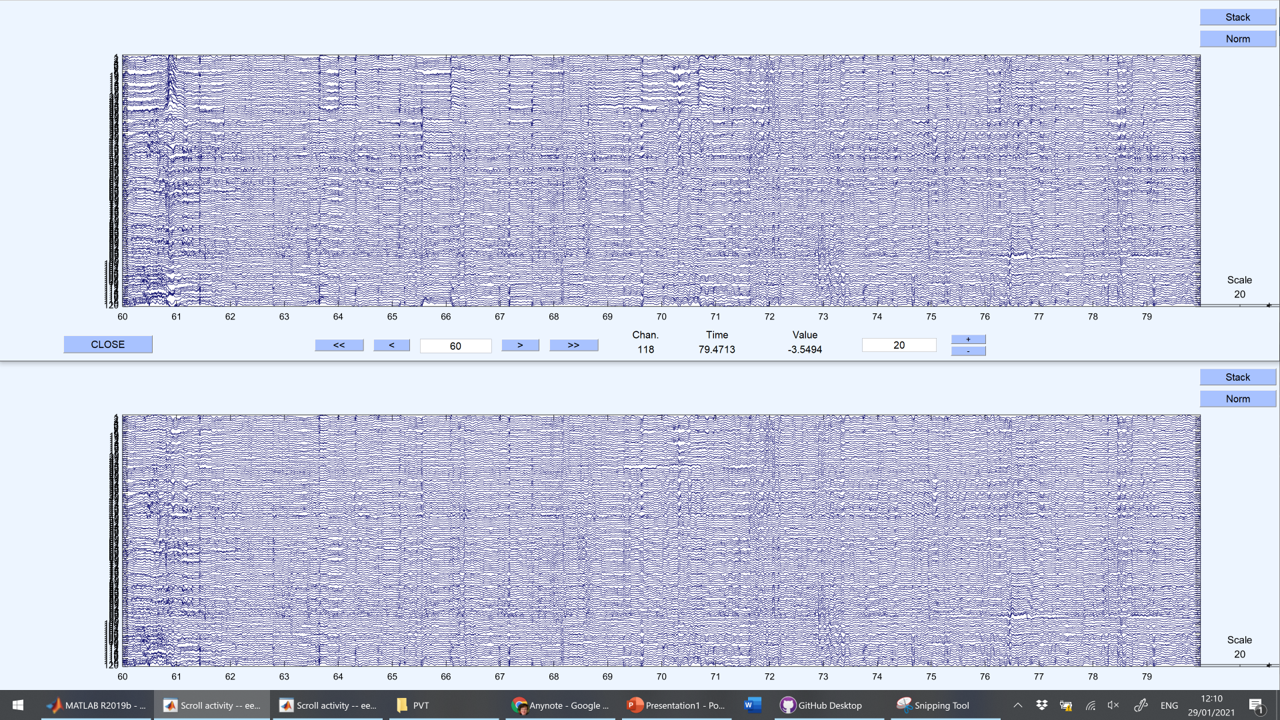 Stack
Norm
Scale
20
60 61 62 63 64 65 66 67 68 69 70 71 72 73 74 75 76 77 78 79
Chan. Time Value
CLOSE << < 60 > >> 118 79.4713 -3.5494 20 + -
Stack
Norm
Scale
20
60 61 62 63 64 65 66 67 68 69 70 71 72 73 74 75 76 77 78 79
MATLAB R2019b - ... Scroll activity -- ee... Scroll activity -- ee... PVT Anynote - Google ... Presentation1 - Po... GitHub Desktop Snipping Tool ENG 12:10
29/01/2021